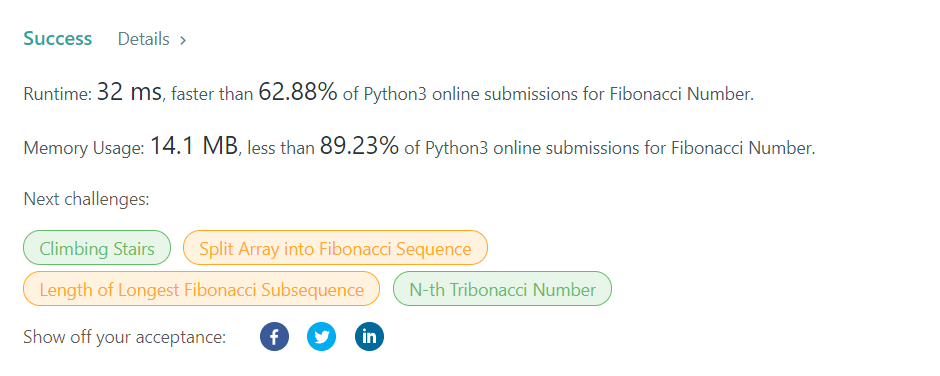 Success Details >
Runtime: 32 ms, faster than 62.88% of Python3 online submissions for Fibonacci Number.
Memory Usage: 14.1 MB, less than 89.23% of Python3 online submissions for Fibonacci Number.
Next challenges:
Climbing Stairs Split Array into Fibonacci Sequence
Length of Longest Fibonacci Subsequence N-th Tribonacci Number
Show off your acceptance: f in